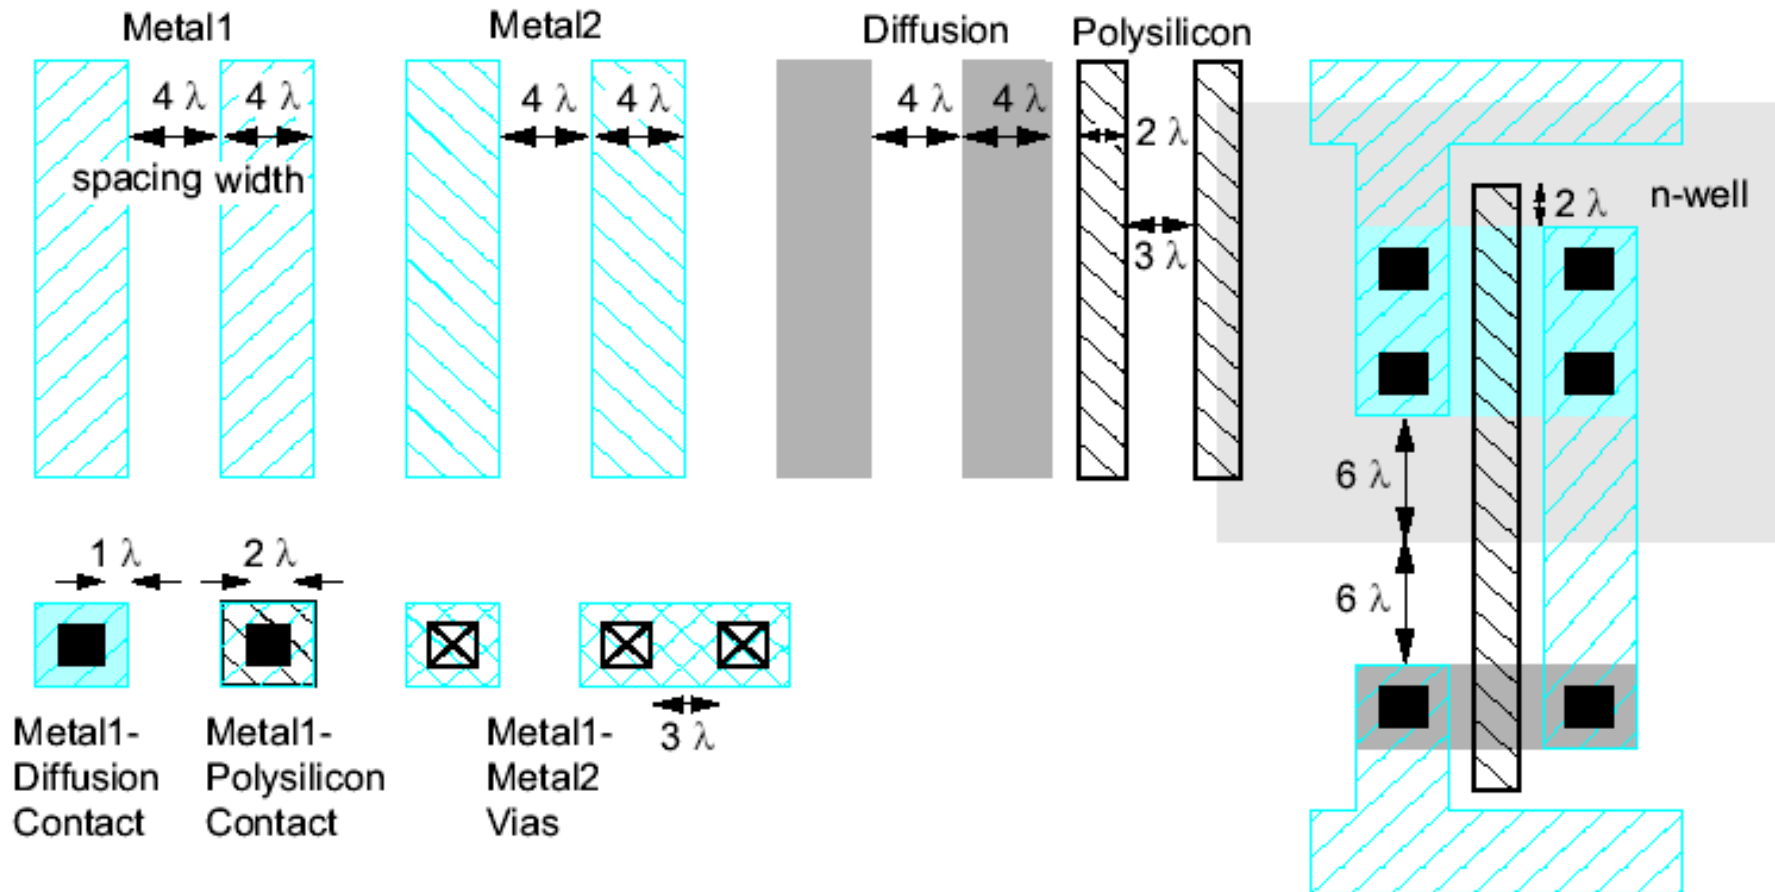 Metal1
Metal2
Diffusion
Polysilicon
4 λ
4 λ
4 λ
4 λ
4 λ
4 λ
2 λ
spacing width
3 λ
2 λ
n-well
6 λ
6 λ
1 λ
2 λ
3 λ
Metal1-
Diffusion
Contact
Metal1-
Polysilicon
Contact
Metal1-
Metal2
Vias